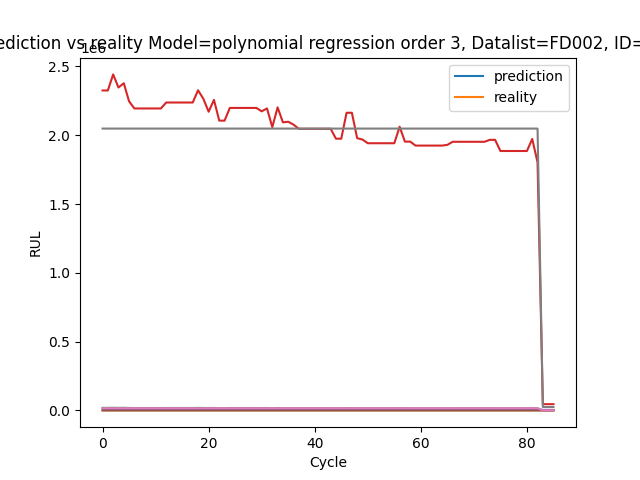 ediction vs reality Model=polynomial regression order 3, Datalist=FD002, ID=
1e6
2.5
2.0
1.5
1.0
0.5
0.0
RUL
0 20 40 60 80
Cycle
prediction
reality